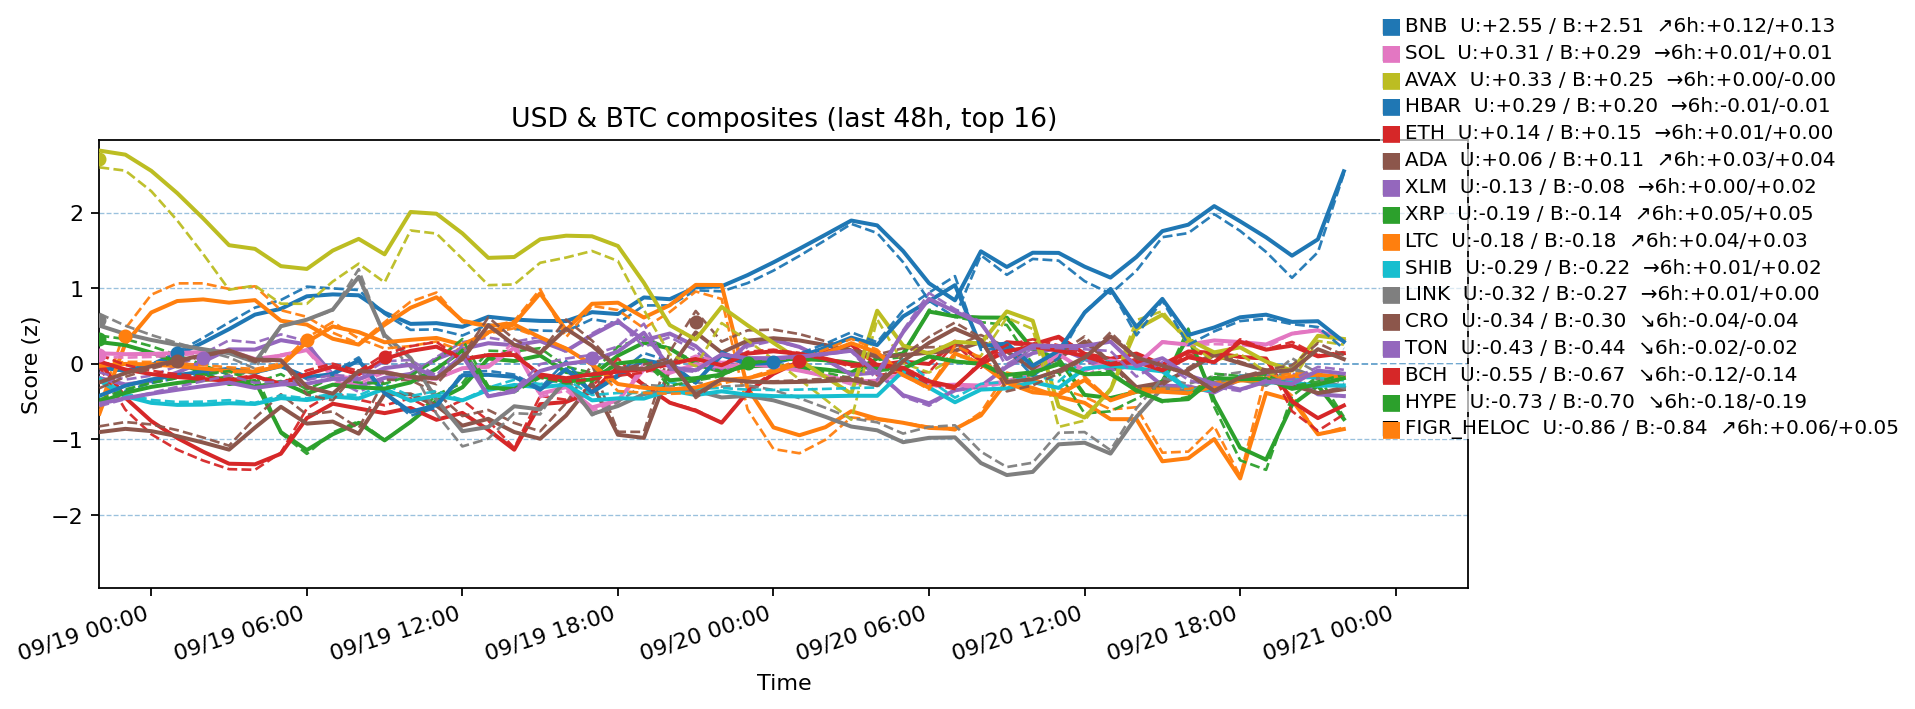 BNB  U:+2.55 / B:+2.51  ↗6h:+0.12/+0.13
SOL  U:+0.31 / B:+0.29  →6h:+0.01/+0.01
AVAX  U:+0.33 / B:+0.25  →6h:+0.00/-0.00
HBAR  U:+0.29 / B:+0.20  →6h:-0.01/-0.01
ETH  U:+0.14 / B:+0.15  →6h:+0.01/+0.00
ADA  U:+0.06 / B:+0.11  ↗6h:+0.03/+0.04
XLM  U:-0.13 / B:-0.08  →6h:+0.00/+0.02
XRP  U:-0.19 / B:-0.14  ↗6h:+0.05/+0.05
LTC  U:-0.18 / B:-0.18  ↗6h:+0.04/+0.03
SHIB  U:-0.29 / B:-0.22  →6h:+0.01/+0.02
LINK  U:-0.32 / B:-0.27  →6h:+0.01/+0.00
CRO  U:-0.34 / B:-0.30  ↘6h:-0.04/-0.04
TON  U:-0.43 / B:-0.44  ↘6h:-0.02/-0.02
BCH  U:-0.55 / B:-0.67  ↘6h:-0.12/-0.14
HYPE  U:-0.73 / B:-0.70  ↘6h:-0.18/-0.19
FIGR_HELOC  U:-0.86 / B:-0.84  ↗6h:+0.06/+0.05
USD & BTC composites (last 48h, top 16)
Score (z)
2
1
0
−1
−2
09/19 00:00
09/19 06:00
09/19 12:00
09/19 18:00
09/20 00:00
09/20 06:00
09/20 12:00
09/20 18:00
09/21 00:00
Time